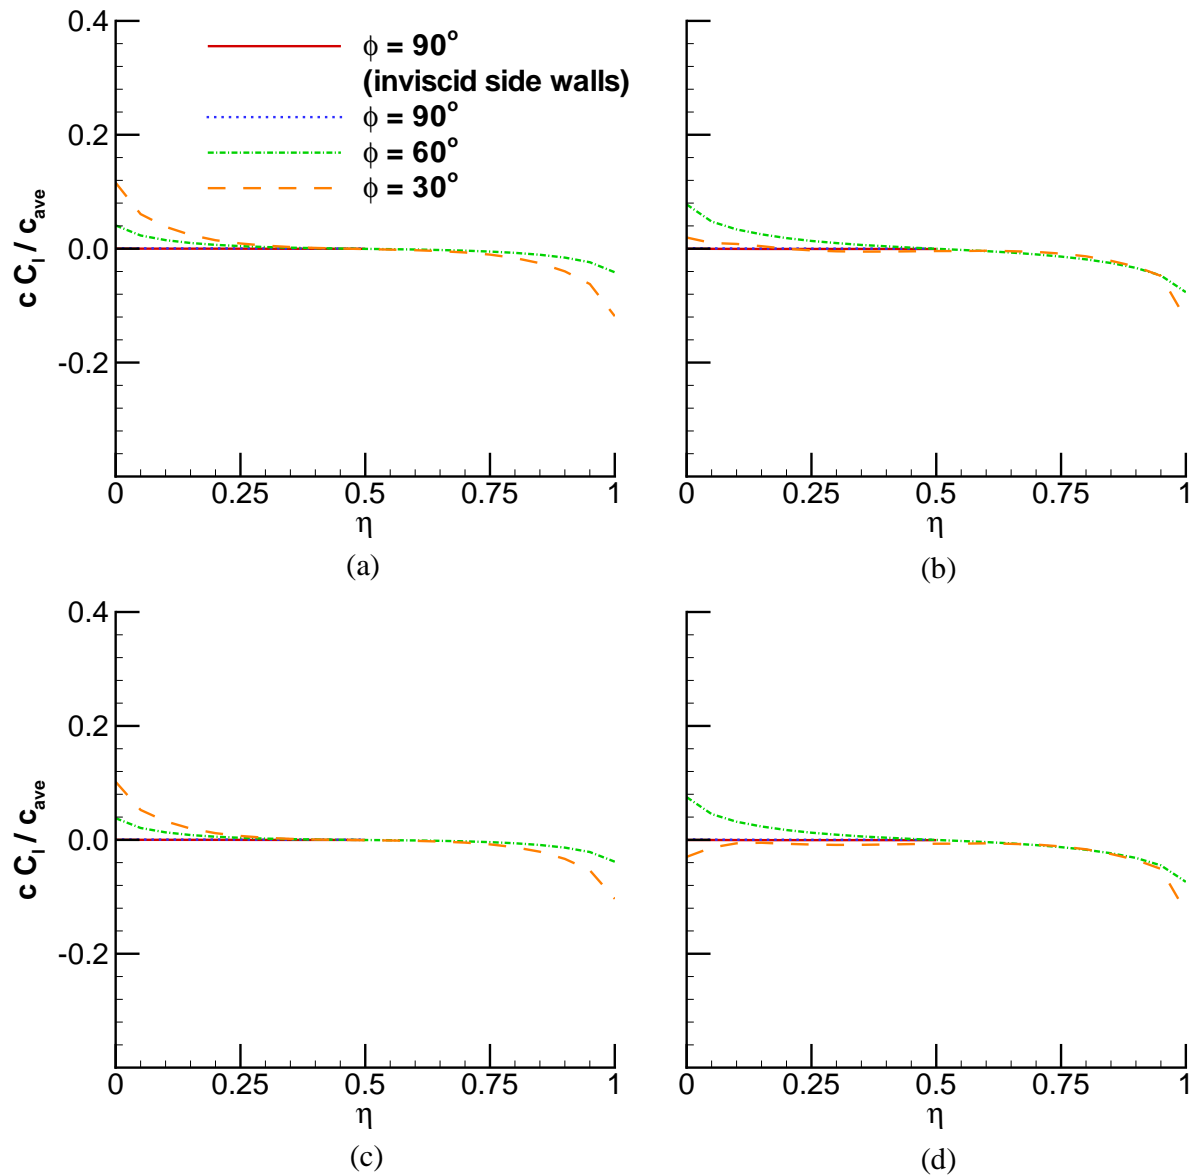 0.4
ϕ = 90°
(inviscid side walls)
ϕ = 90°
ϕ = 60°
ϕ = 30°
0.2
0.0
-0.2
c C_l / c_ave
0 0.25 0.5 0.75 1
η
(a)
0 0.25 0.5 0.75 1
η
(b)
0.4
0.2
0.0
-0.2
c C_l / c_ave
0 0.25 0.5 0.75 1
η
(c)
0 0.25 0.5 0.75 1
η
(d)